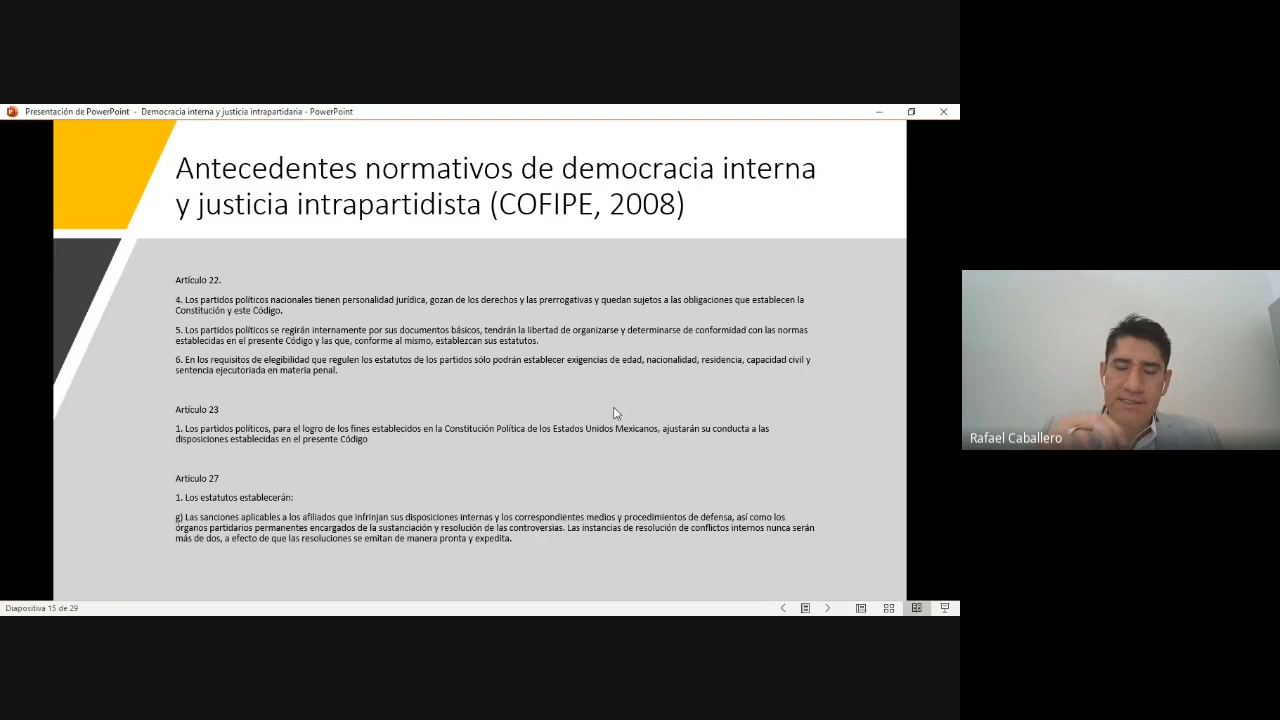 Presentación de PowerPoint - Democracia interna y justicia intrapartidaria - PowerPoint
Antecedentes normativos de democracia interna
y justicia intrapartidista (COFIPE, 2008)
Artículo 22.
4. Los partidos políticos nacionales tienen personalidad jurídica, gozan de los derechos y las prerrogativas y quedan sujetos a las obligaciones que establecen la
Constitución y este Código.
5. Los partidos políticos se regirán internamente por sus documentos básicos, tendrán la libertad de organizarse y determinarse de conformidad con las normas
establecidas en el presente Código y las que, conforme al mismo, establezcan sus estatutos.
6. En los requisitos de elegibilidad que regulen los estatutos de los partidos sólo podrán establecer exigencias de edad, nacionalidad, residencia, capacidad civil y
sentencia ejecutoriada en materia penal.
Artículo 23
1. Los partidos políticos, para el logro de los fines establecidos en la Constitución Política de los Estados Unidos Mexicanos, ajustarán su conducta a las
disposiciones establecidas en el presente Código
Artículo 27
1. Los estatutos establecerán:
g) Las sanciones aplicables a los afiliados que infrinjan sus disposiciones internas y los correspondientes medios y procedimientos de defensa, así como los
órganos partidarios permanentes encargados de la sustanciación y resolución de las controversias. Las instancias de resolución de conflictos internos nunca serán
más de dos, a efecto de que las resoluciones se emitan de manera pronta y expedita.
Diapositiva 15 de 29
Rafael Caballero